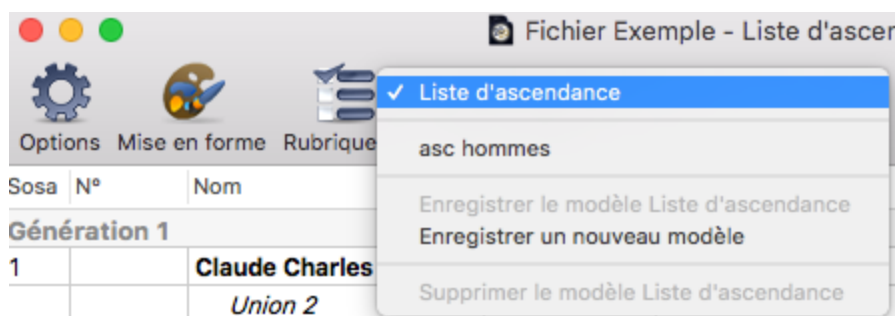 Fichier Exemple - Liste d'ascen
✓ Liste d'ascendance
Options Mise en forme Rubrique
asc hommes
Sosa Nº Nom
Enregistrer le modèle Liste d'ascendance
Génération 1
Enregistrer un nouveau modèle
1 Claude Charles
Union 2
Supprimer le modèle Liste d'ascendance